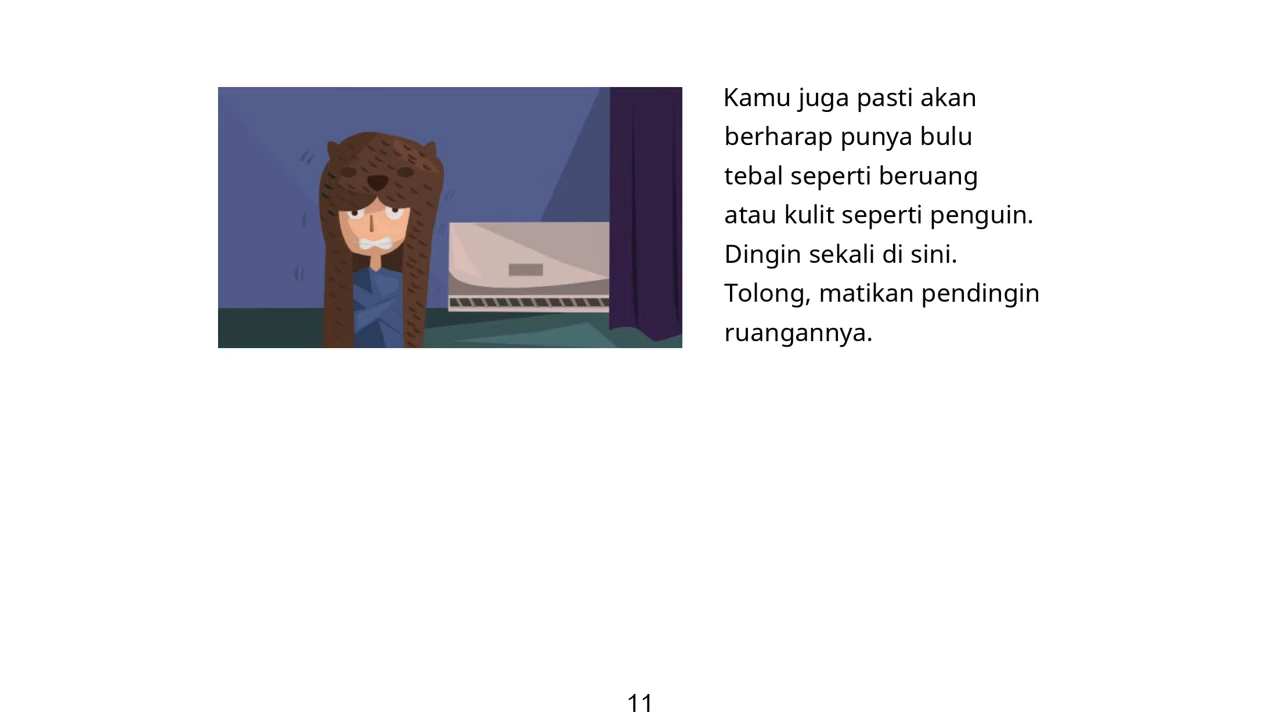 Kamu juga pasti akan
berharap punya bulu
tebal seperti beruang
atau kulit seperti penguin.
Dingin sekali di sini.
Tolong, matikan pendingin
ruangannya.
11